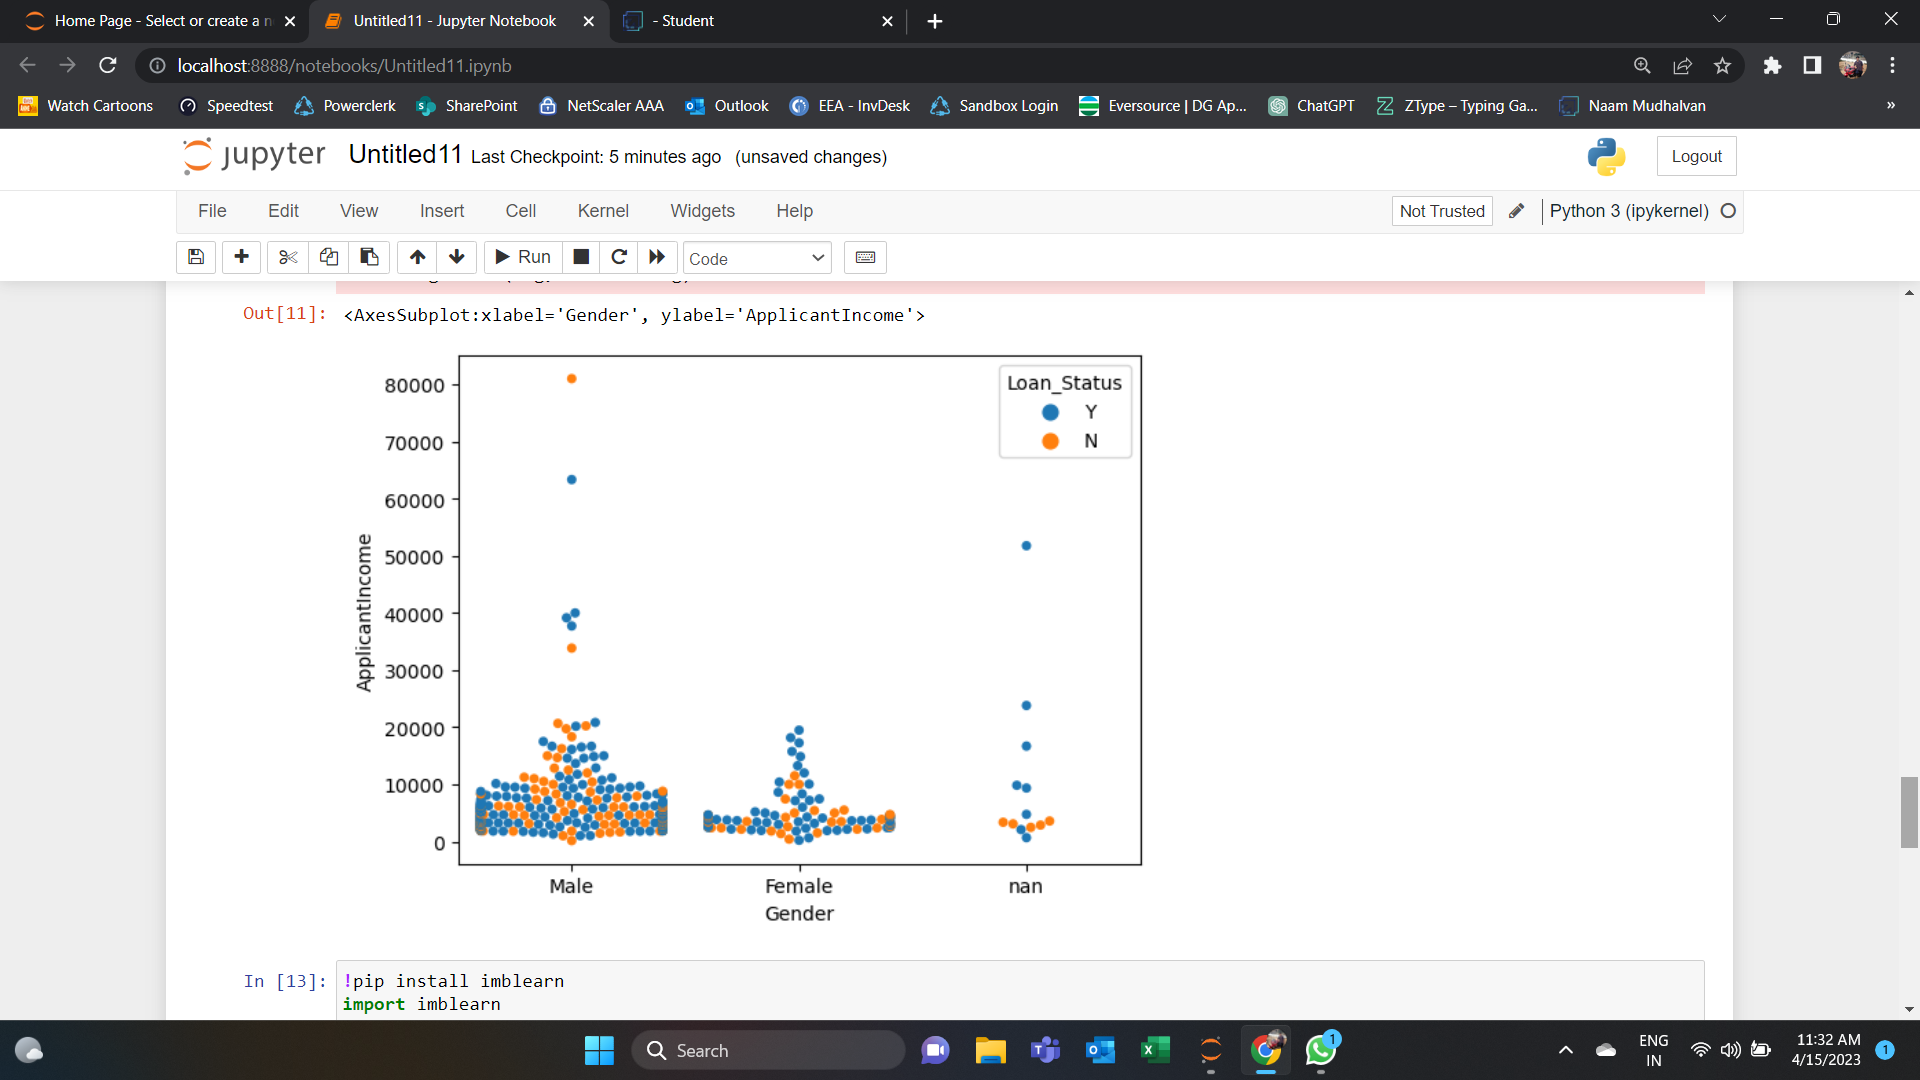 Home Page - Select or create a n
Untitled11 - Jupyter Notebook
- Student
localhost:8888/notebooks/Untitled11.ipynb
Watch Cartoons
Speedtest
Powerclerk
SharePoint
NetScaler AAA
Outlook
EEA - InvDesk
Sandbox Login
Eversource | DG Ap...
ChatGPT
ZType – Typing Ga...
Naam Mudhalvan
»
jupyter
Untitled11 Last Checkpoint: 5 minutes ago (unsaved changes)
Logout
File Edit View Insert Cell Kernel Widgets Help
Not Trusted
Python 3 (ipykernel)
Run
Code
Out[11]: <AxesSubplot:xlabel='Gender', ylabel='ApplicantIncome'>
Loan_Status
Y
N
80000
70000
60000
50000
40000
30000
20000
10000
0
ApplicantIncome
Male Female nan
Gender
In [13]: !pip install imblearn
import imblearn
Search
1
ENG
IN
11:32 AM
4/15/2023
1